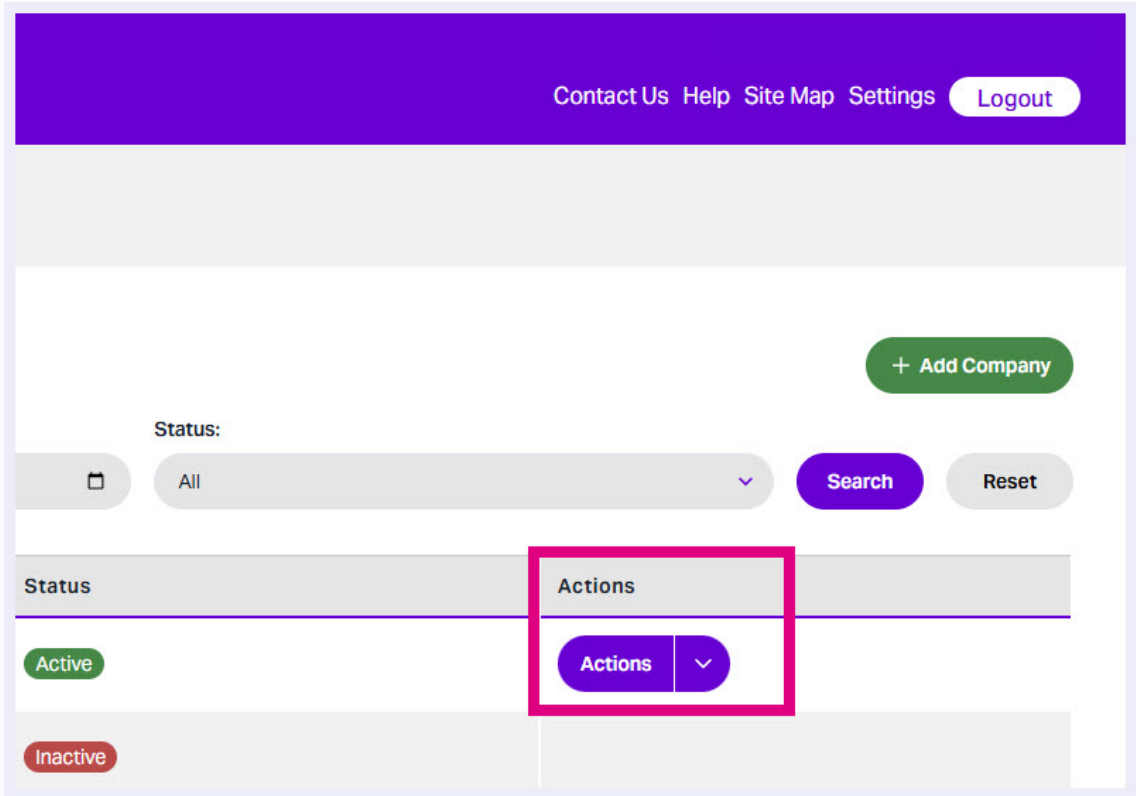 Contact Us Help Site Map Settings Logout
+ Add Company
Status:
All Search Reset
Status Actions
Active Actions
Inactive